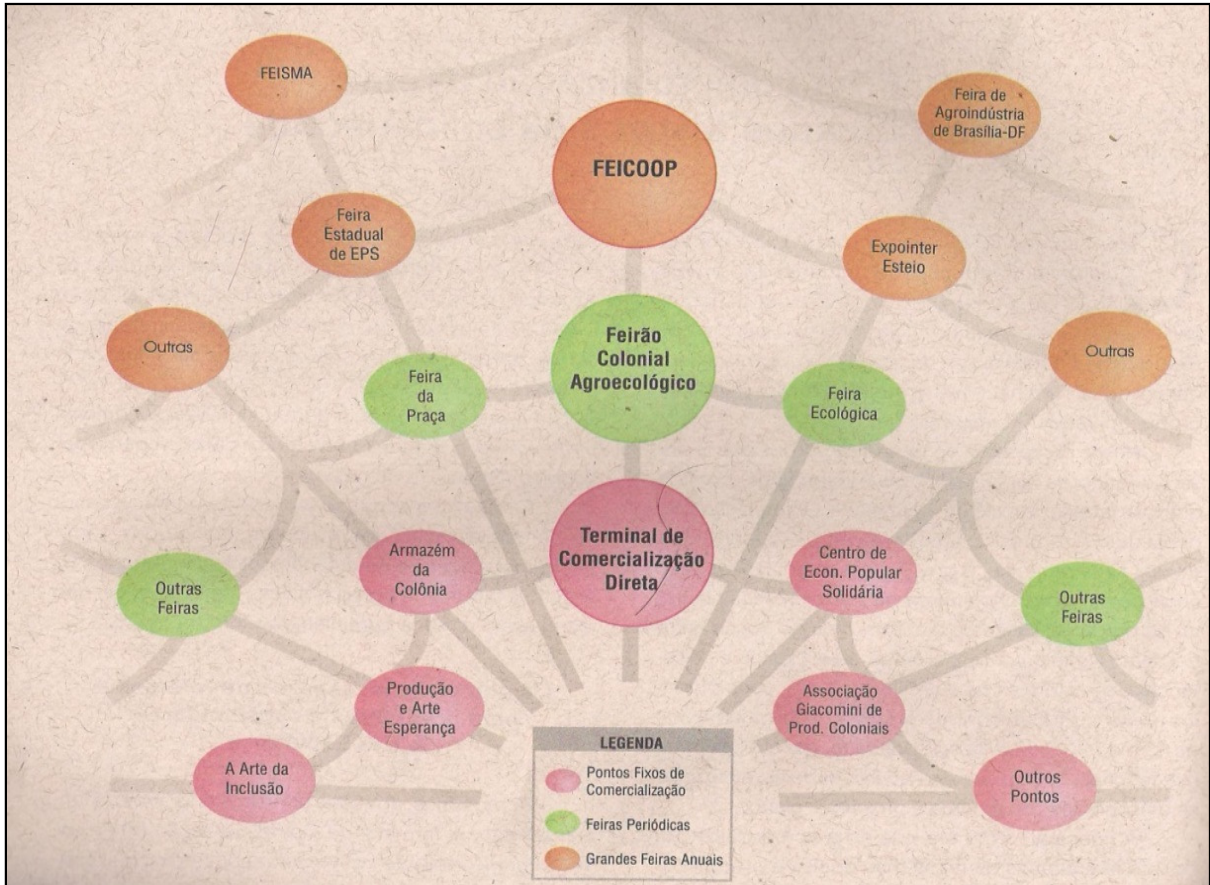 FEISMA
Feira de
Agroindústria
de Brasília-DF
FEICOOP
Feira
Estadual
de EPS
Expointer
Esteio
Outras
Feirão
Colonial
Agroecológico
Outras
Feira
da
Praça
Feira
Ecológica
Armazém
da
Colônia
Terminal de
Comercialização
Direta
Centro de
Econ. Popular
Solidária
Outras
Feiras
Outras
Feiras
Produção
e Arte
Esperança
Associação
Giacomini de
Prod. Coloniais
A Arte da
Inclusão
Outros
Pontos
LEGENDA
Pontos Fixos de
Comercialização
Feiras Periódicas
Grandes Feiras Anuais